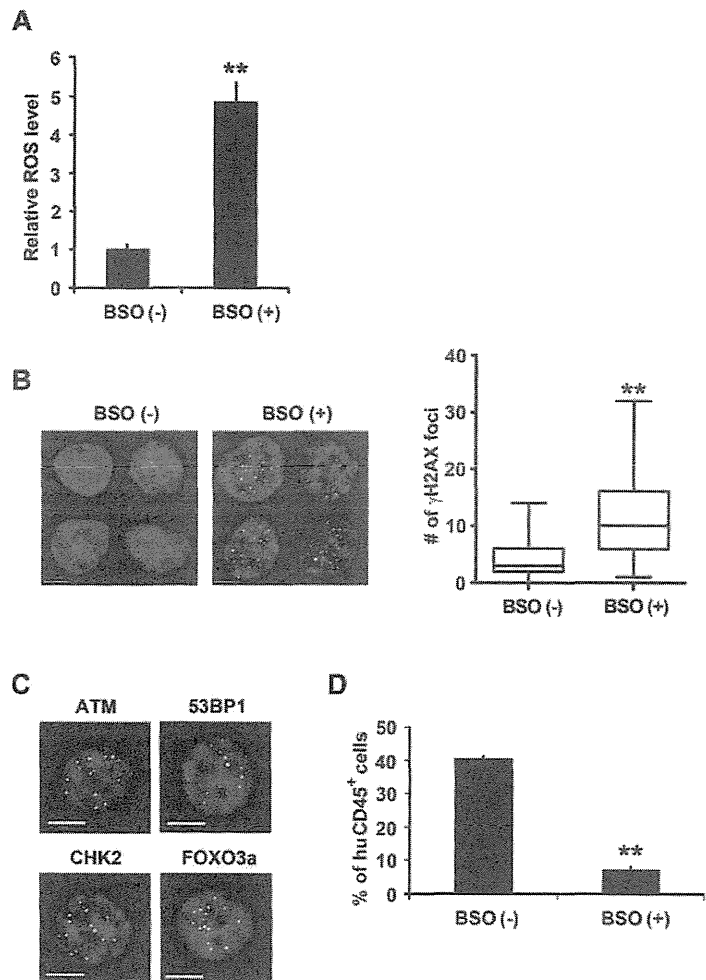 A
Relative ROS level
6
5
4
3
2
1
0
**
BSO (-)
BSO (+)
B
BSO (-)
BSO (+)
# of γH2AX foci
40
30
20
10
0
**
BSO (-)
BSO (+)
C
ATM
53BP1
CHK2
FOXO3a
D
% of huCD45⁺ cells
50
40
30
20
10
0
**
BSO (-)
BSO (+)